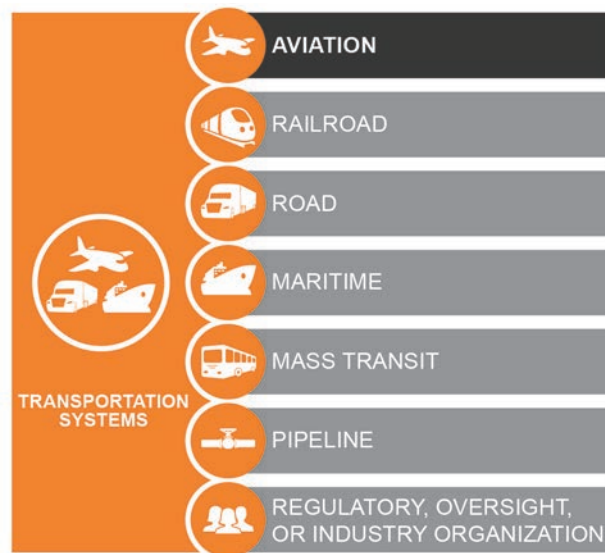 TRANSPORTATION
SYSTEMS
AVIATION
RAILROAD
ROAD
MARITIME
MASS TRANSIT
PIPELINE
REGULATORY, OVERSIGHT,
OR INDUSTRY ORGANIZATION